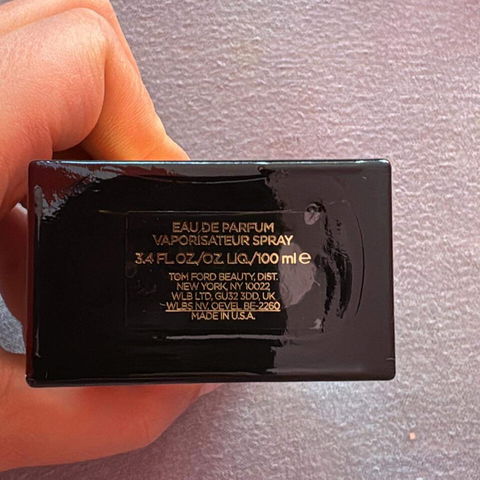 EAU DE PARFUM
VAPORISATEUR SPRAY
3.4 FL.OZ./OZ. LIQ./100 ml ℮
TOM FORD BEAUTY, DIST.
NEW YORK, NY 10022
WLB LTD, GU32 3DD, UK
WLBS NV. OEVEL BE-2260
MADE IN U.S.A.